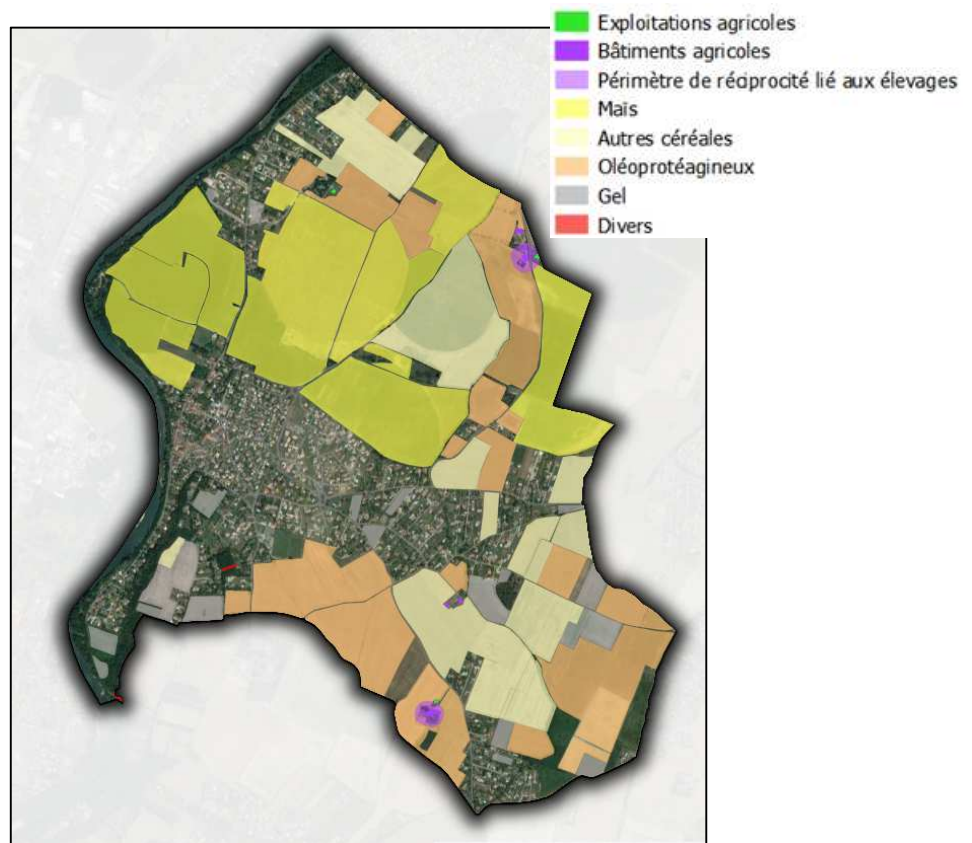 Exploitations agricoles
Bâtiments agricoles
Périmètre de réciprocité lié aux élevages
Maïs
Autres céréales
Oléoprotéagineux
Gel
Divers